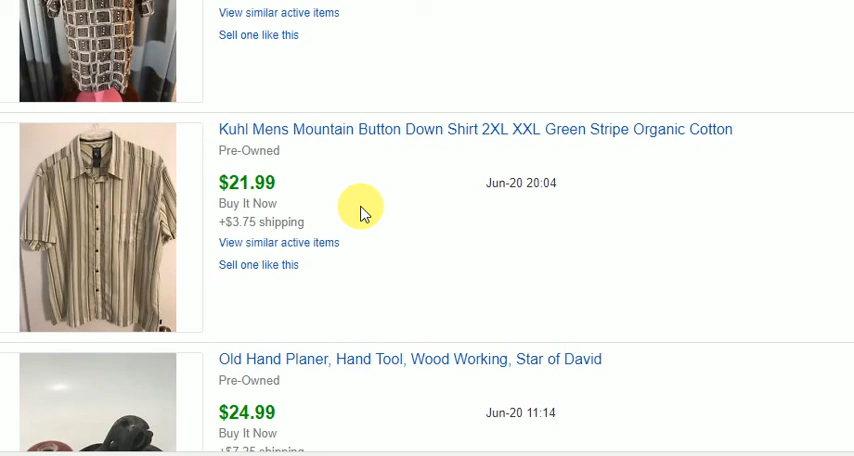 View similar active items
Sell one like this
Kuhl Mens Mountain Button Down Shirt 2XL XXL Green Stripe Organic Cotton
Pre-Owned
$21.99
Jun-20 20:04
Buy It Now
+$3.75 shipping
View similar active items
Sell one like this
Old Hand Planer, Hand Tool, Wood Working, Star of David
Pre-Owned
$24.99
Jun-20 11:14
Buy It Now
+$7.25 shipping